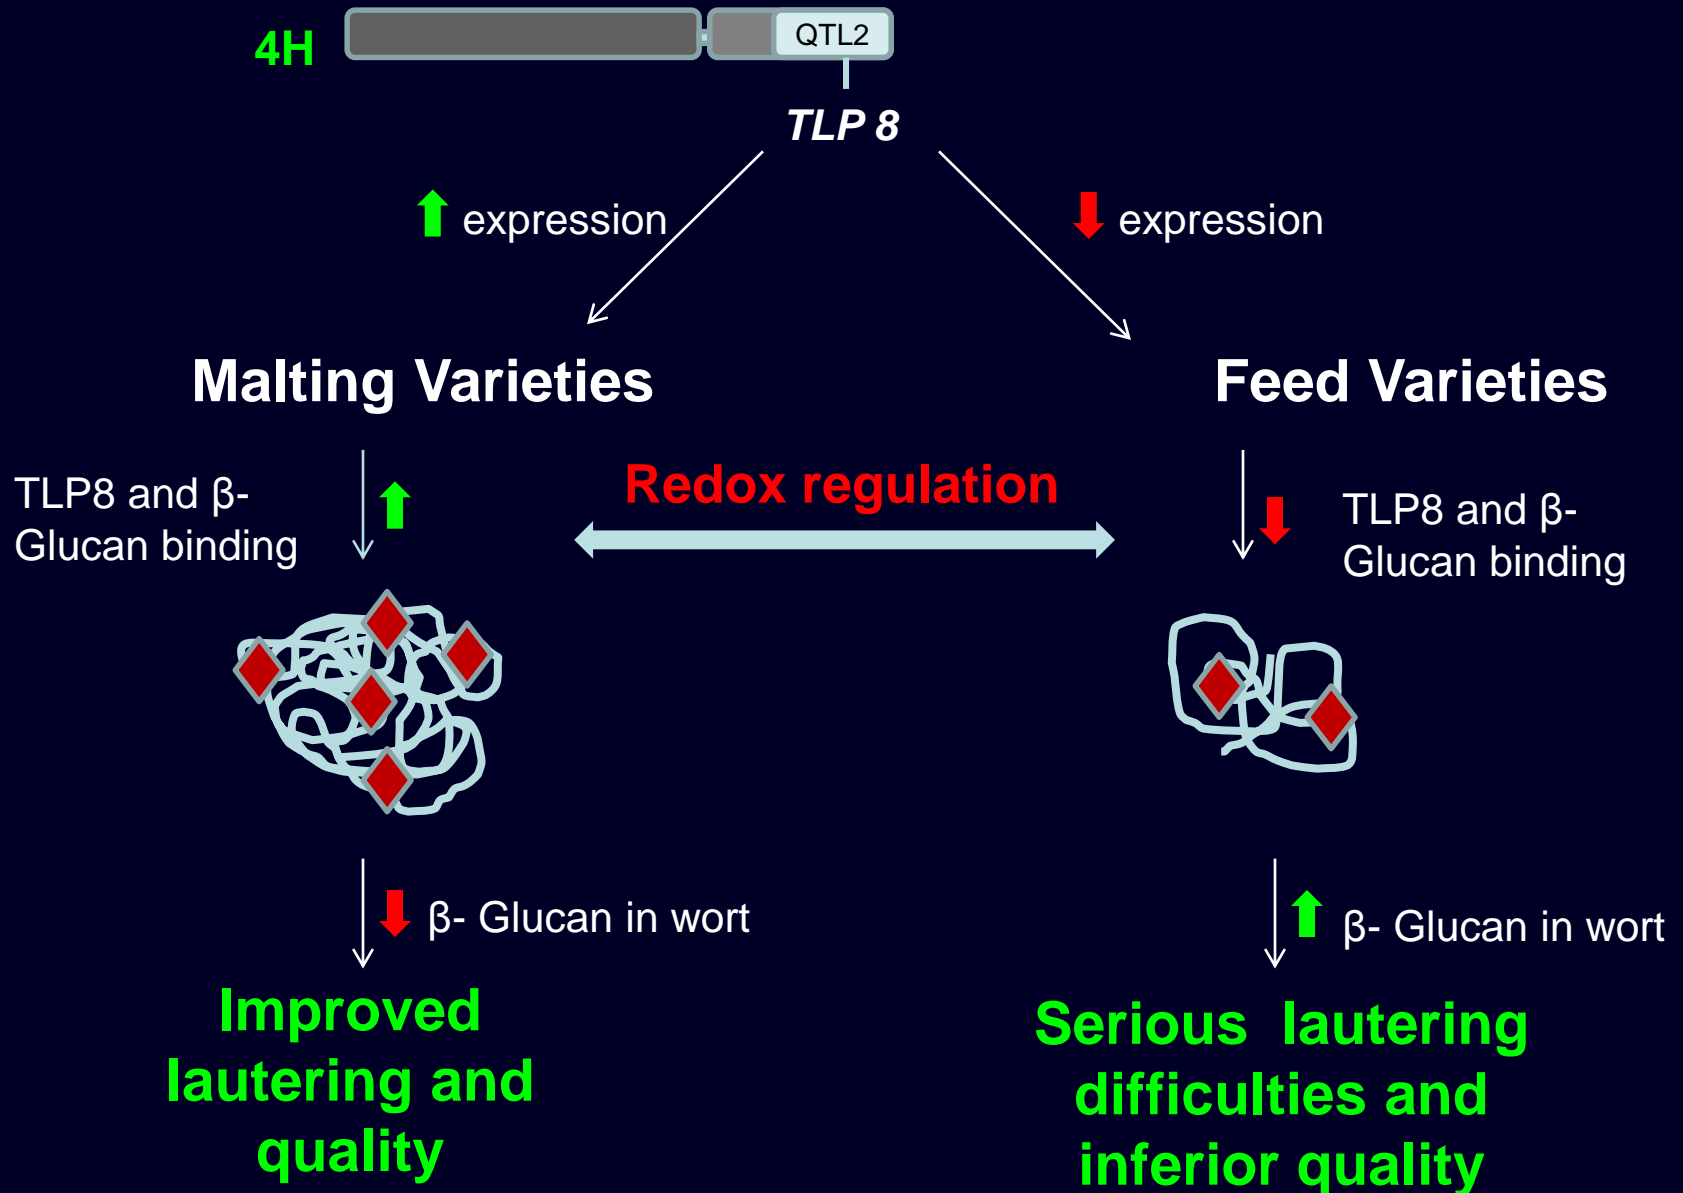 4H
QTL2
TLP 8
expression
expression
Malting Varieties
Feed Varieties
TLP8 and β-
Glucan binding
Redox regulation
TLP8 and β-
Glucan binding
β- Glucan in wort
β- Glucan in wort
Improved
lautering and
quality
Serious  lautering
difficulties and
inferior quality